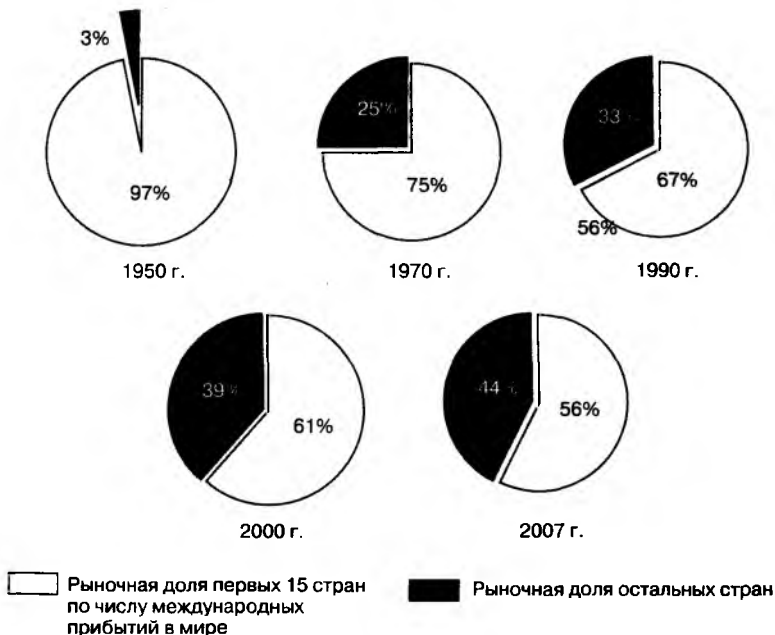 3%
97%
1950 г.
25%
75%
1970 г.
33%
67%
56%
1990 г.
39%
61%
2000 г.
44%
56%
2007 г.
Рыночная доля первых 15 стран
по числу международных
прибытий в мире
Рыночная доля остальных стран